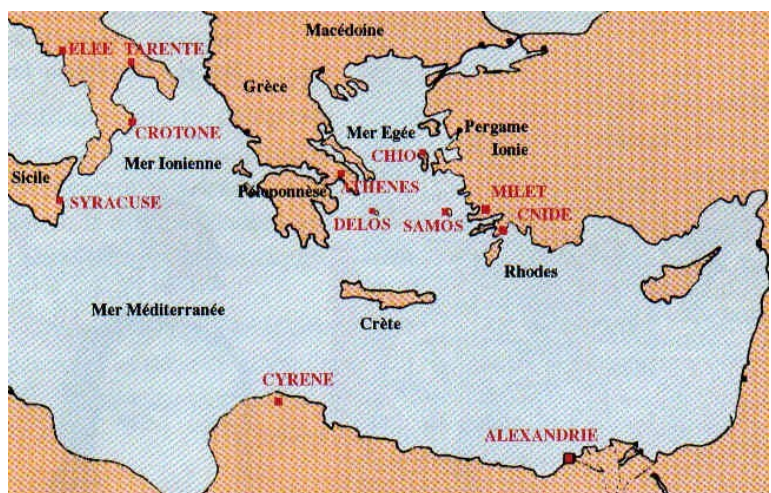 Macédoine
ELEE TARENTE
Grèce
Pergame
CROTONE
Mer Egée
Ionie
Mer Ionienne
CHIO
Sicile
ATHENES
Péloponnèse
MILET
SYRACUSE
CNIDE
DELOS
SAMOS
Rhodes
Mer Méditerranée
Crète
CYRENE
ALEXANDRIE